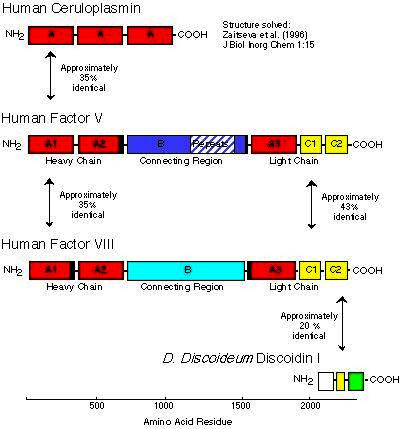 Human Ceruloplasmin
Structure solved:
Zaitseva et al. (1996)
J Biol Inorg Chem 1:15
NH2 A A A COOH
Approximately
35%
identical
Human Factor V
NH2 A1 A2 B Repeats A3 C1 C2 COOH
Heavy Chain Connecting Region Light Chain
Approximately
35%
identical
Approximately
43%
identical
Human Factor VIII
NH2 A1 A2 B A3 C1 C2 COOH
Heavy Chain Connecting Region Light Chain
Approximately
20 %
identical
D. Discoideum Discoidin I
NH2 COOH
500 1000 1500 2000
Amino Acid Residue